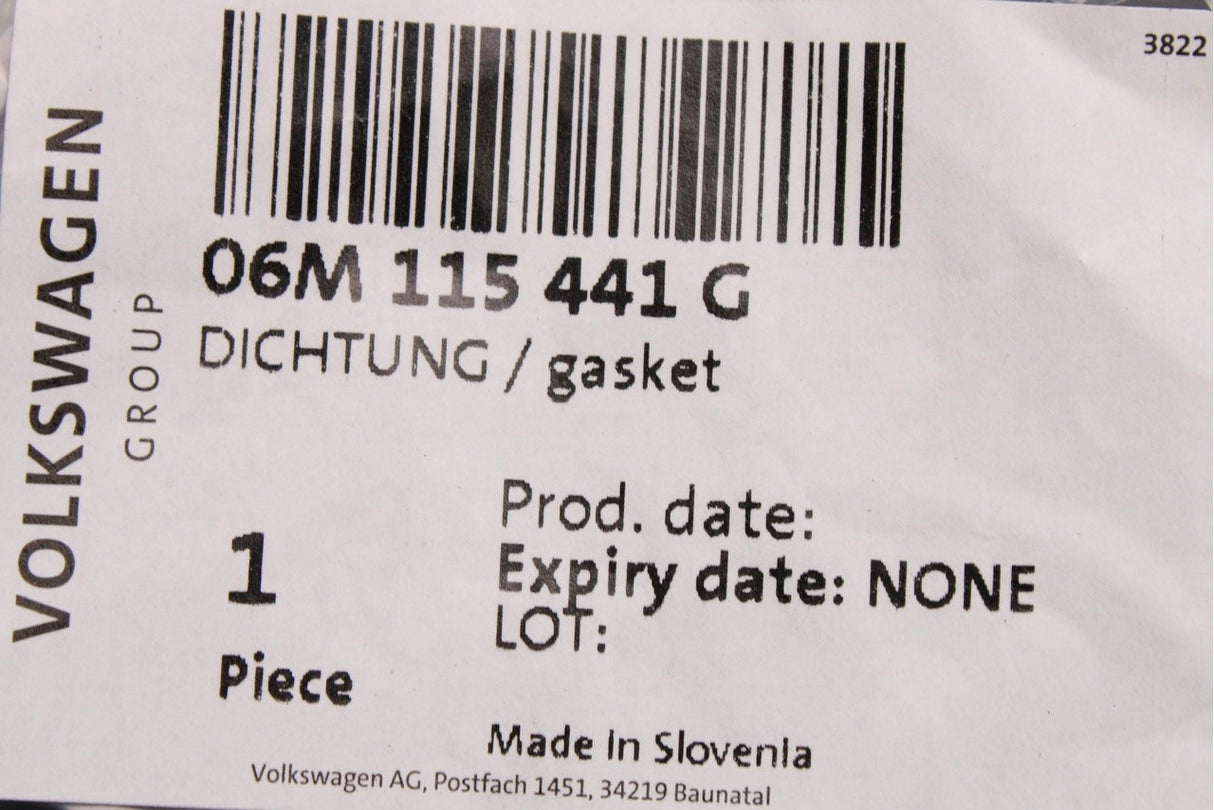 3822
VOLKSWAGEN
GROUP
06M 115 441 G
DICHTUNG / gasket
1
Piece
Prod. date:
Expiry date: NONE
LOT:
Made in Slovenia
Volkswagen AG, Postfach 1451, 34219 Baunatal